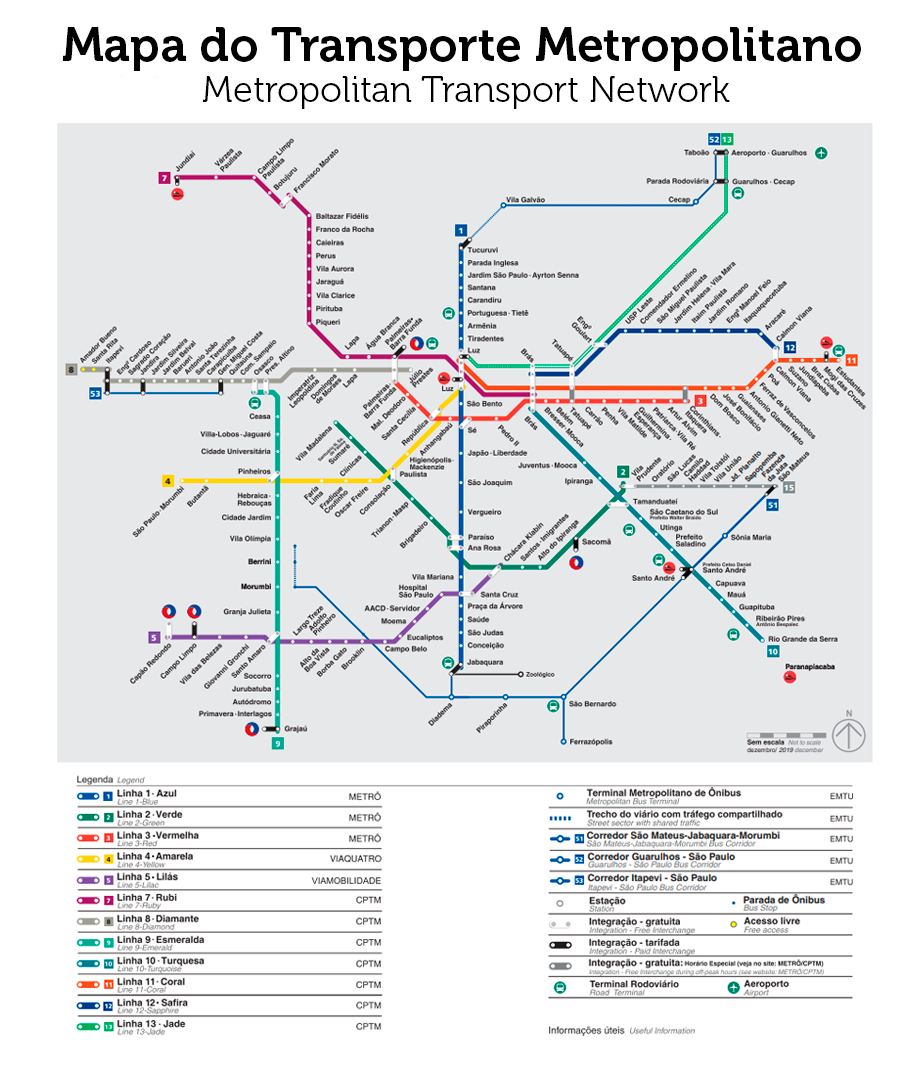 Mapa do Transporte Metropolitano
Metropolitan Transport Network
52 13
Taboão
Aeroporto · Guarulhos
Parada Rodoviária
Guarulhos · Cecap
Vila Galvão
Cecap
7
Jundiaí
Várzea
Paulista
Campo Limpo
Paulista
Botujuru
Francisco Morato
Baltazar Fidélis
Franco da Rocha
Caieiras
Perus
Vila Aurora
Jaraguá
Vila Clarice
Pirituba
Piqueri
Lapa
Água Branca
Palmeiras-
Barra Funda
1
Tucuruvi
Parada Inglesa
Jardim São Paulo · Ayrton Senna
Santana
Carandiru
Portuguesa · Tietê
Armênia
Tiradentes
Luz
Luz
São Bento
Sé
Japão · Liberdade
São Joaquim
Vergueiro
Paraíso
Ana Rosa
Vila Mariana
Santa Cruz
Praça da Árvore
Saúde
São Judas
Conceição
Jabaquara
8
53
Amador Bueno
Santa Rita
Itapevi
Engº Cardoso
Sagrado Coração
Jandira
Jardim Silveira
Jardim Belval
Barueri
Antonio João
Santa Terezinha
Carapicuíba
Gen. Miguel Costa
Quitaúna
Com. Sampaio
Osasco
Pres. Altino
Imperatriz
Leopoldina
Domingos
de Moraes
Lapa
Palmeiras-
Barra Funda
Júlio
Prestes
Mal. Deodoro
Santa Cecília
República
Anhangabaú
Higienópolis-
Mackenzie
Paulista
Pedro II
Brás
Brás
Bresser · Mooca
Belém
Tatuapé
Tatuapé
Carrão
Penha
Vila Matilde
Guilhermina ·
Esperança
Patriarca · Vila Ré
Artur Alvim
Corinthians-
Itaquera
3
Dom Bosco
José Bonifácio
Guaianases
Antonio Gianetti Neto
Ferraz de Vasconcelos
Poá
Calmon Viana
Suzano
Jundiapeba
Braz Cubas
Mogi das Cruzes
Estudantes
11
12
Engº
Goulart
USP Leste
Comendador Ermelino
São Miguel Paulista
Jardim Helena · Vila Mara
Itaim Paulista
Jardim Romano
Engº Manoel Feio
Itaquaquecetuba
Aracaré
Calmon Viana
Ceasa
Villa-Lobos · Jaguaré
Cidade Universitária
Pinheiros
Hebraica ·
Rebouças
Cidade Jardim
Vila Olímpia
Berrini
Morumbi
Granja Julieta
Socorro
Jurubatuba
Autódromo
Primavera · Interlagos
Grajaú
9
4
São Paulo · Morumbi
Butantã
Faria
Lima
Fradique
Coutinho
Oscar Freire
Consolação
Vila Madalena
Sumaré
Clínicas
Trianon · Masp
Brigadeiro
Chácara Klabin
Santos · Imigrantes
Alto do Ipiranga
Sacomã
Tamanduateí
2
Vila
Prudente
Oratório
São Lucas
Camilo
Haddad
Vila Tolstói
Vila União
Jd. Planalto
Sapopemba
Fazenda
da Juta
São Mateus
15
51
Juventus · Mooca
Ipiranga
São Caetano do Sul
Prefeito Walter Braido
Utinga
Prefeito
Saladino
Sônia Maria
Prefeito Celso Daniel
Santo André
Santo André
Capuava
Mauá
Guapituba
Ribeirão Pires
Antônio Bespalec
Rio Grande da Serra
10
Paranapiacaba
5
Capão Redondo
Campo Limpo
Vila das Belezas
Giovanni Gronchi
Santo Amaro
Largo Treze
Adolfo
Pinheiro
Alto da
Boa Vista
Borba Gato
Brooklin
Campo Belo
Eucaliptos
Moema
AACD · Servidor
Hospital
São Paulo
Zoológico
Diadema
Piraporinha
São Bernardo
Ferrazópolis
N
Sem escala Not to scale
dezembro/ 2019 december
Legenda Legend
1 Linha 1 · Azul METRÔ
Line 1-Blue
2 Linha 2 · Verde METRÔ
Line 2-Green
3 Linha 3 · Vermelha METRÔ
Line 3-Red
4 Linha 4 · Amarela VIAQUATRO
Line 4-Yellow
5 Linha 5 · Lilás VIAMOBILIDADE
Line 5-Lilac
7 Linha 7 · Rubi CPTM
Line 7-Ruby
8 Linha 8 · Diamante CPTM
Line 8-Diamond
9 Linha 9 · Esmeralda CPTM
Line 9-Emerald
10 Linha 10 · Turquesa CPTM
Line 10-Turquoise
11 Linha 11 · Coral CPTM
Line 11-Coral
12 Linha 12 · Safira CPTM
Line 12-Sapphire
13 Linha 13 · Jade CPTM
Line 13-Jade
Terminal Metropolitano de Ônibus EMTU
Metropolitan Bus Terminal
Trecho do viário com tráfego compartilhado EMTU
Street sector with shared traffic
51 Corredor São Mateus-Jabaquara-Morumbi EMTU
São Mateus-Jabaquara-Morumbi Bus Corridor
52 Corredor Guarulhos - São Paulo EMTU
Guarulhos - São Paulo Bus Corridor
53 Corredor Itapevi - São Paulo EMTU
Itapevi - São Paulo Bus Corridor
Estação Parada de Ônibus
Station Bus Stop
Integração - gratuita Acesso livre
Integration - Free Interchange Free access
Integração - tarifada
Integration - Paid Interchange
Integração - gratuita: Horário Especial (veja no site: METRÔ/CPTM)
Integration - Free Interchange during off-peak hours (see website: METRÔ/CPTM)
Terminal Rodoviário Aeroporto
Road Terminal Airport
Informações úteis Useful Information